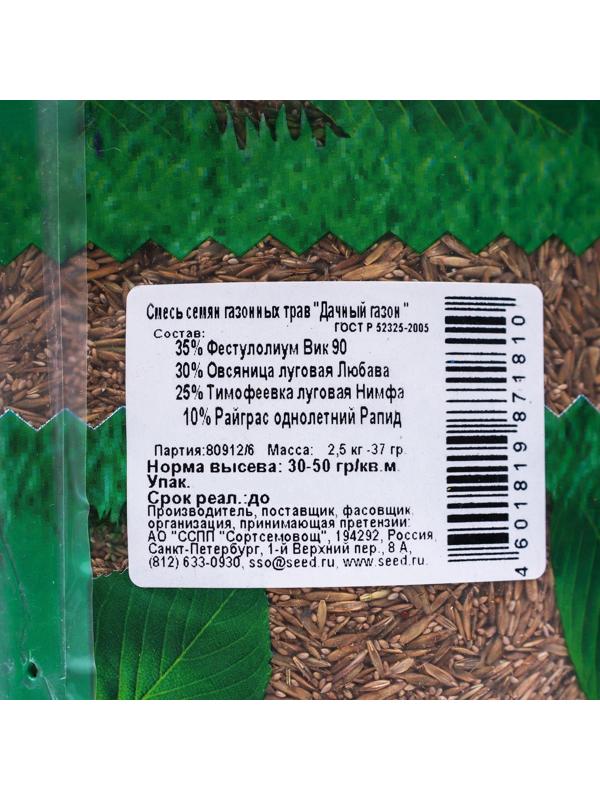 Смесь семян газонных трав "Дачный газон"
ГОСТ Р 52325-2005
Состав:
35% Фестулолиум Вик 90
30% Овсяница луговая Любава
25% Тимофеевка луговая Нимфа
10% Райграс однолетний Рапид
Партия:80912/6 Масса: 2,5 кг -37 гр.
Норма высева: 30-50 гр/кв.м.
Упак.
Срок реал.:до
Производитель, поставщик, фасовщик,
организация, принимающая претензии:
АО "ССПП "Сортсемовощ", 194292, Россия,
Санкт-Петербург, 1-й Верхний пер., 8 А,
(812) 633-0930, sso@seed.ru, www.seed.ru.
4 601819 871810